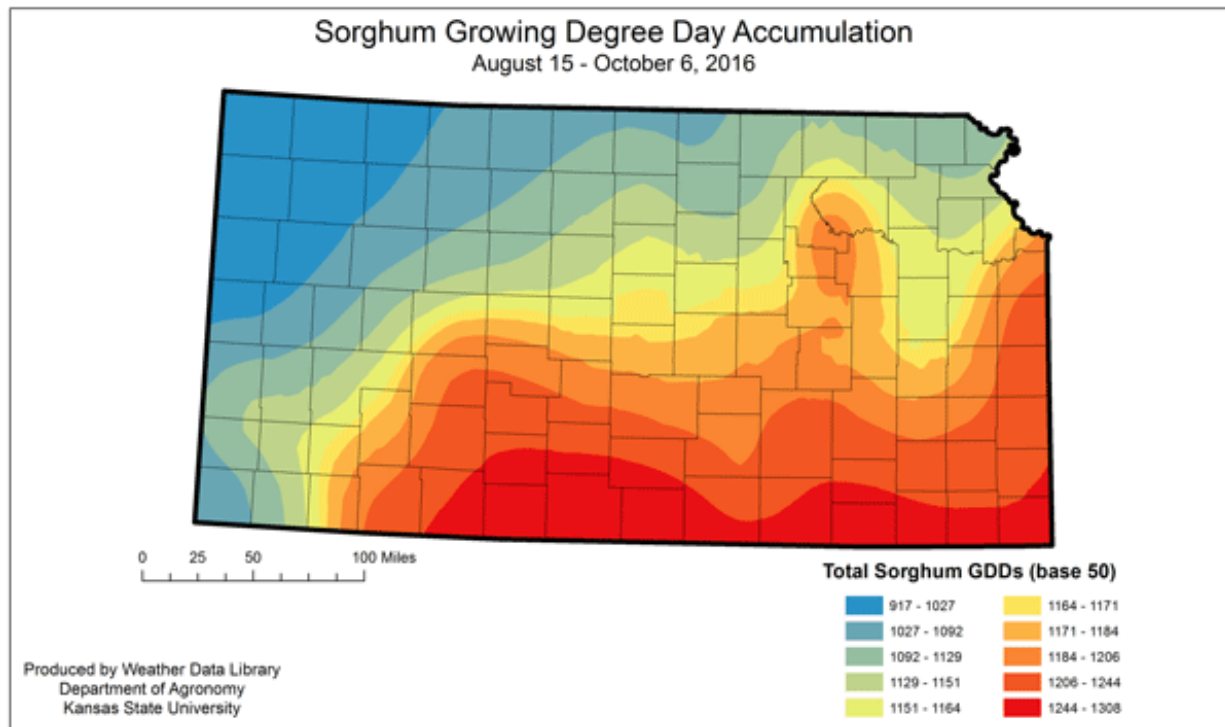 Sorghum Growing Degree Day Accumulation
August 15 - October 6, 2016
0 25 50 100 Miles
Total Sorghum GDDs (base 50)
917 - 1027
1027 - 1092
1092 - 1129
1129 - 1151
1151 - 1164
1164 - 1171
1171 - 1184
1184 - 1206
1206 - 1244
1244 - 1308
Produced by Weather Data Library
Department of Agronomy
Kansas State University